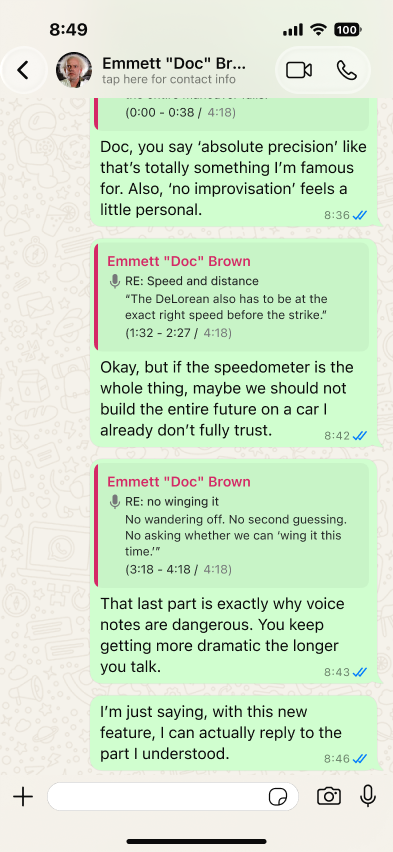 8:49
100
Emmett "Doc" Br...
tap here for contact info
(0:00 - 0:38 / 4:18)
Doc, you say ‘absolute precision’ like
that’s totally something I’m famous
for. Also, ‘no improvisation’ feels a
little personal.
8:36
Emmett "Doc" Brown
RE: Speed and distance
“The DeLorean also has to be at the
exact right speed before the strike.”
(1:32 - 2:27 / 4:18)
Okay, but if the speedometer is the
whole thing, maybe we should not
build the entire future on a car I
already don’t fully trust.
8:42
Emmett "Doc" Brown
RE: no winging it
No wandering off. No second guessing.
No asking whether we can ‘wing it this
time.’”
(3:18 - 4:18 / 4:18)
That last part is exactly why voice
notes are dangerous. You keep
getting more dramatic the longer
you talk.
8:43
I’m just saying, with this new
feature, I can actually reply to the
part I understood.
8:46